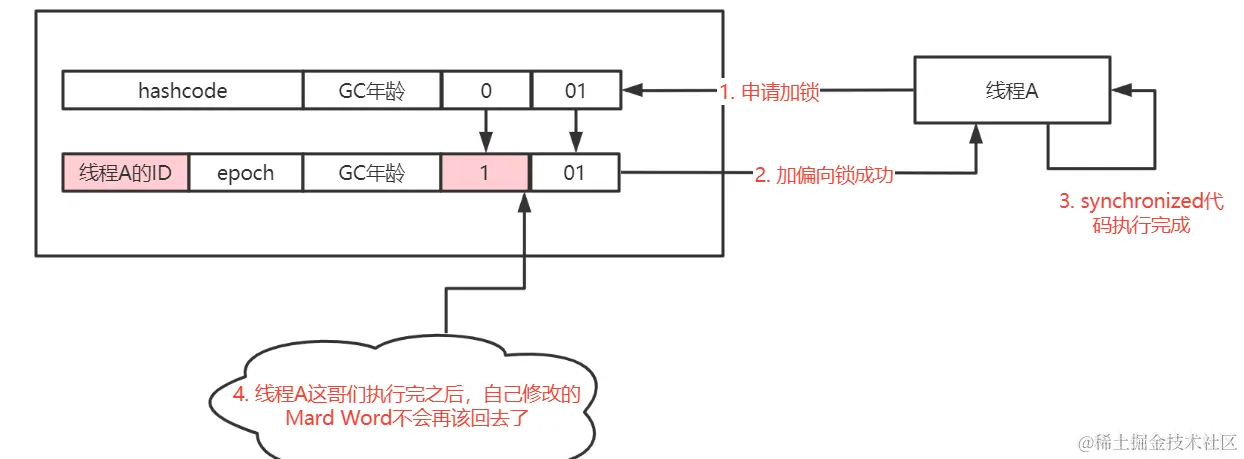 hashcode GC年龄 0 01
1. 申请加锁
线程A
线程A的ID epoch GC年龄 1 01
2. 加偏向锁成功
3. synchronized代
码执行完成
4. 线程A这哥们执行完之后，自己修改的
Mard Word不会再该回去了
@稀土掘金技术社区